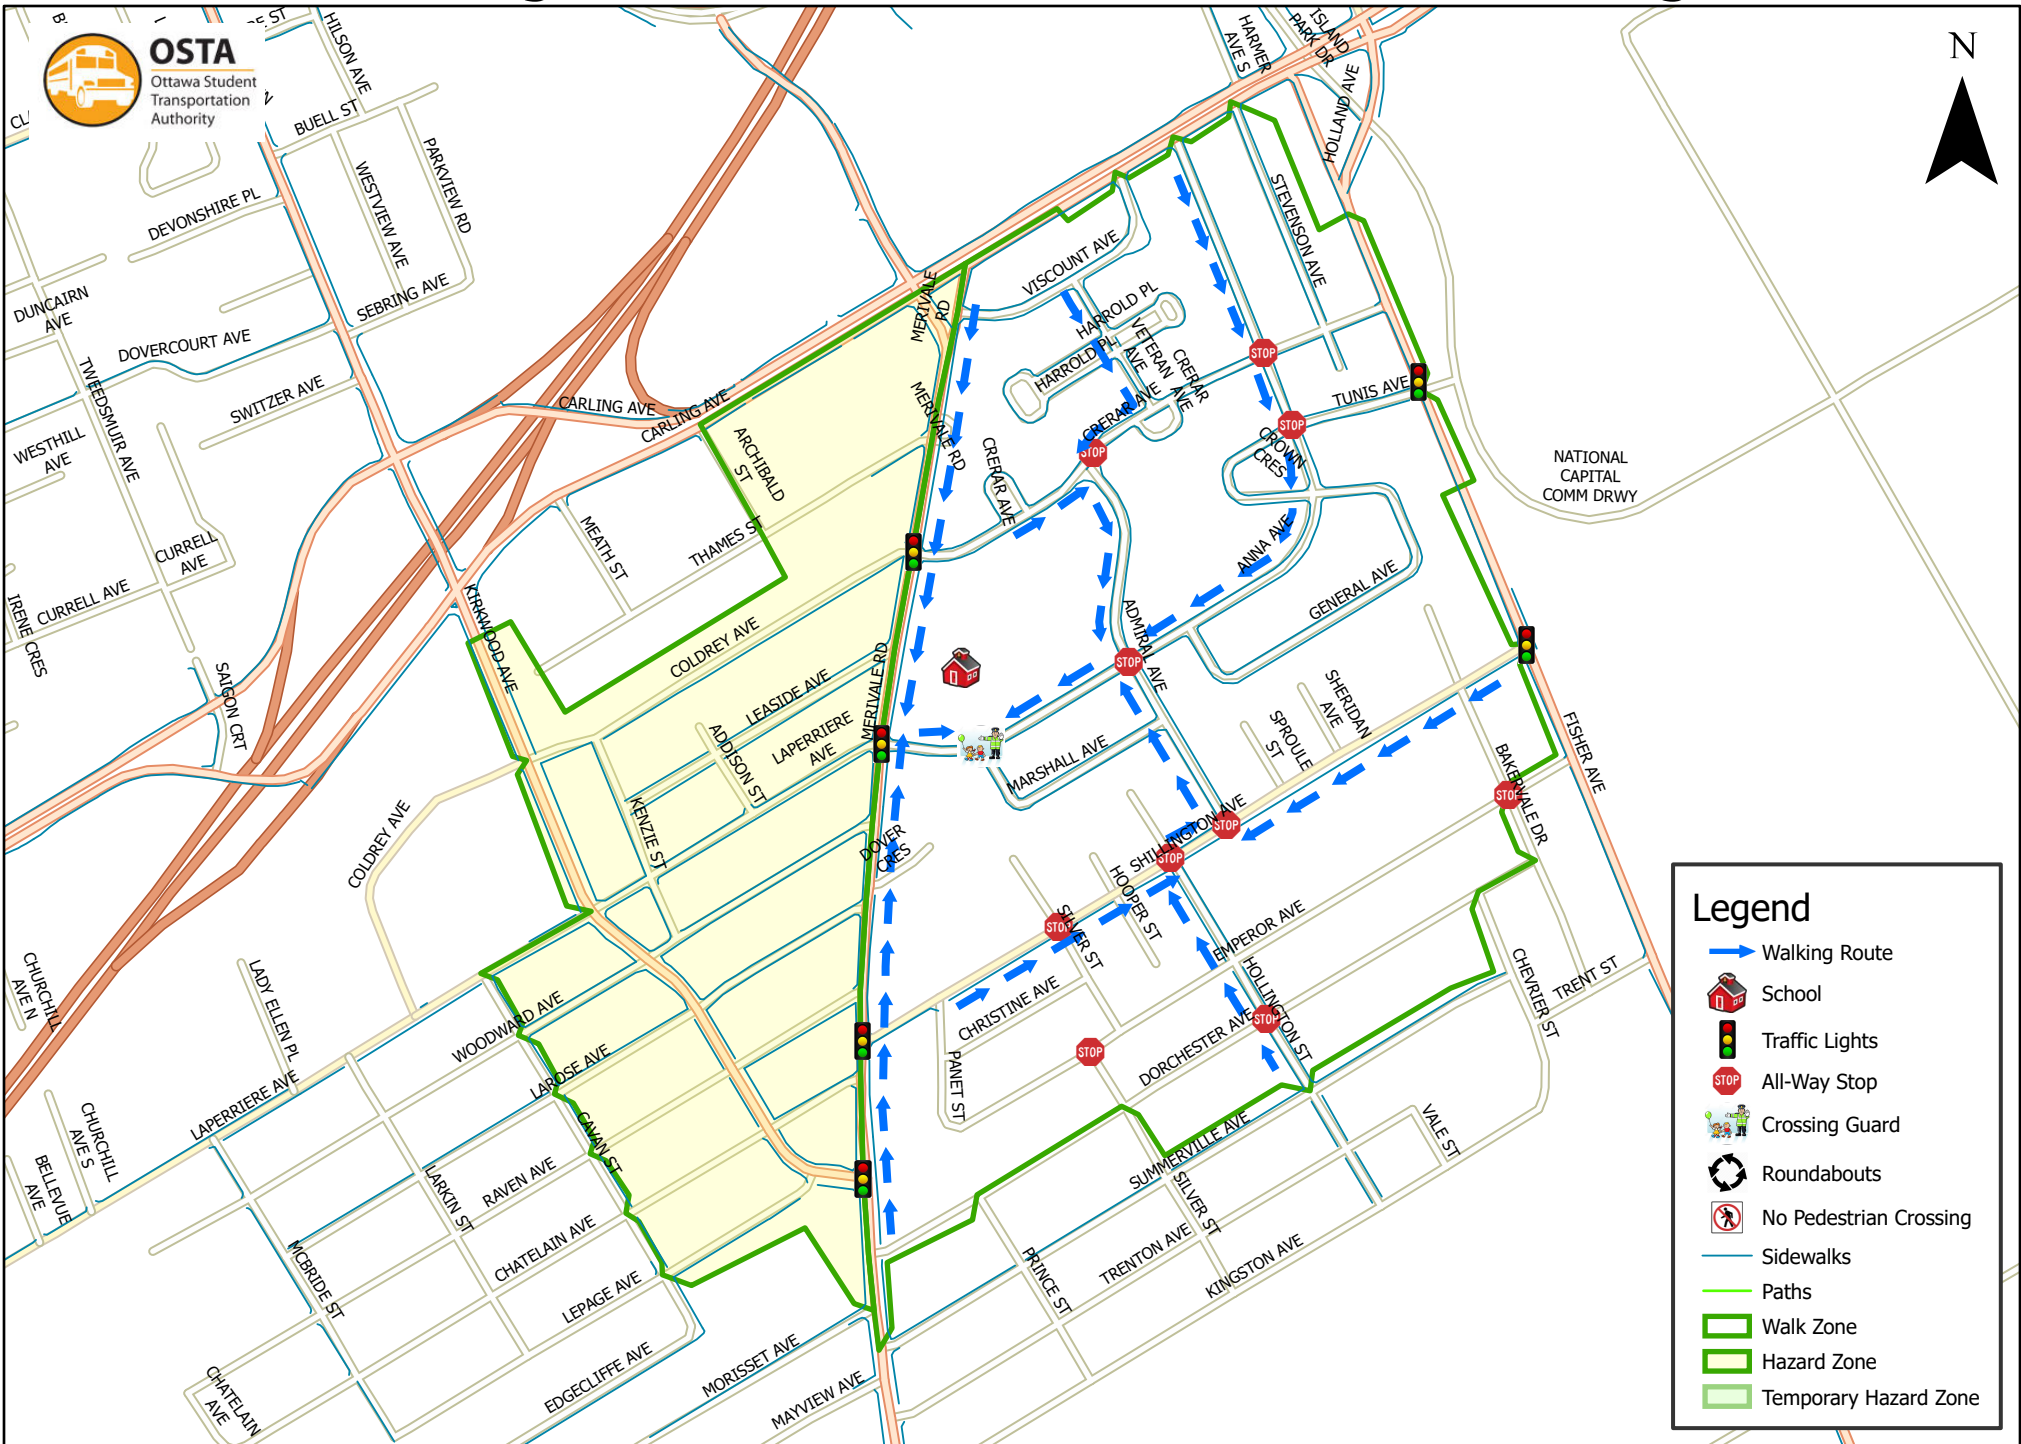 OSTA
Ottawa Student
Transportation
Authority
N
HILSON AVE
BUELL ST
PARKVIEW RD
WESTVIEW AVE
DEVONSHIRE PL
SEBRING AVE
DUNCAIRN
AVE
DOVERCOURT AVE
TWEEDSMUIR AVE
SWITZER AVE
WESTHILL
AVE
CURRELL
AVE
CURRELL AVE
IRENE CRES
SAIGON CRT
KIRKWOOD AVE
CARLING AVE
CARLING AVE
MERIVALE
RD
MERIVALE RD
MERIVALE RD
ARCHIBALD
ST
THAMES ST
MEATH ST
COLDREY AVE
COLDREY AVE
LEASIDE AVE
LAPERRIERE
AVE
ADDISON ST
KENZIE ST
DOVER
CRES
HARMER
AVE S
ISLAND
PARK DR
HOLLAND AVE
STEVENSON AVE
VISCOUNT AVE
HARROLD PL
HARROLD PL
VETERAN
AVE
CRERAR
AVE
CRERAR AVE
CRERAR AVE
TUNIS AVE
CROWN
CRES
ANNA AVE
GENERAL AVE
ADMIRAL AVE
MARSHALL AVE
SHERIDAN
AVE
SPROULE
ST
SHILLINGTON AVE
HOOPER ST
SILVER ST
CHRISTINE AVE
PANET ST
EMPEROR AVE
HOLLINGTON ST
DORCHESTER AVE
SUMMERVILLE AVE
SILVER ST
TRENTON AVE
KINGSTON AVE
PRINCE ST
VALE ST
CHEVRIER ST
TRENT ST
BAKERVALE DR
FISHER AVE
NATIONAL
CAPITAL
COMM DRWY
STOP
STOP
STOP
STOP
STOP
STOP
STOP
STOP
STOP
STOP
CHURCHILL
AVE N
LADY ELLEN PL
WOODWARD AVE
LAROSE AVE
LAPERRIERE AVE
CHURCHILL
AVE S
BELLEVUE
AVE
CAVAN ST
RAVEN AVE
LARKIN ST
CHATELAIN AVE
MCBRIDE ST
LEPAGE AVE
EDGECLIFFE AVE
MORISSET AVE
MAYVIEW AVE
CHATELAIN
AVE
Legend
Walking Route
School
Traffic Lights
STOP All-Way Stop
Crossing Guard
Roundabouts
No Pedestrian Crossing
Sidewalks
Paths
Walk Zone
Hazard Zone
Temporary Hazard Zone